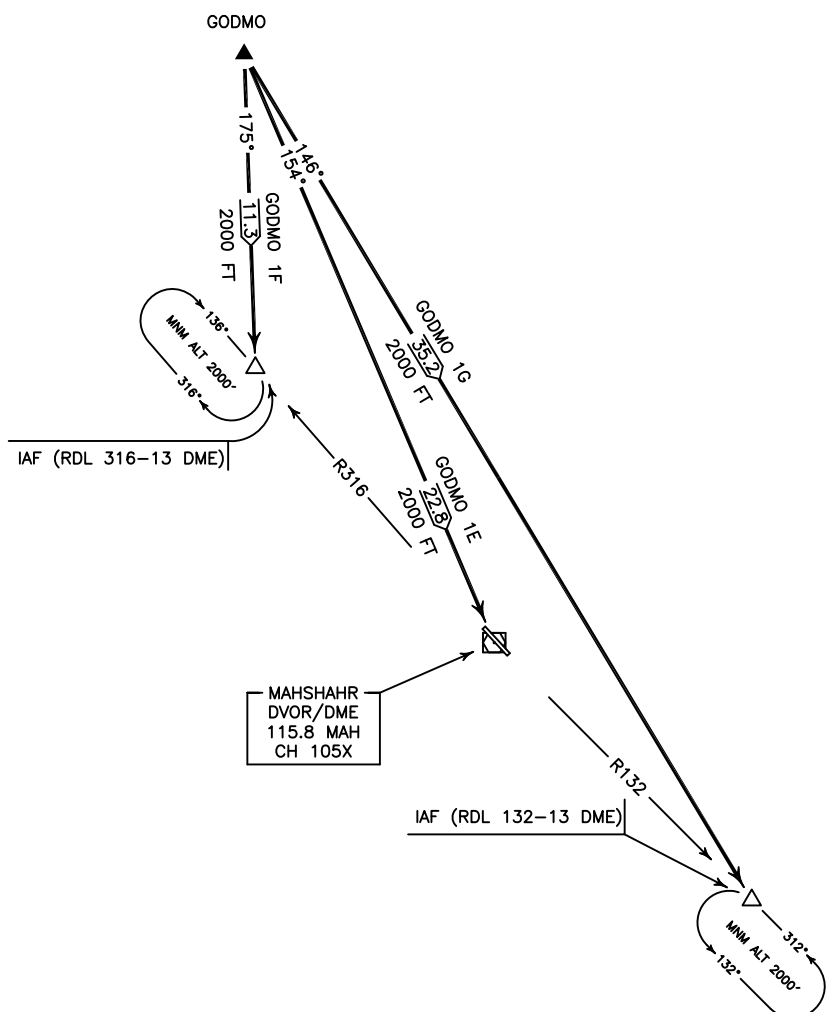 GODMO
175°
146°
154°
GODMO 1F
11.3
2000 FT
136°
MNM ALT 2000'
316°
GODMO 1G
35.2
2000 FT
IAF (RDL 316-13 DME)
R316
GODMO 1E
22.8
2000 FT
MAHSHAHR
DVOR/DME
115.8 MAH
CH 105X
R132
IAF (RDL 132-13 DME)
312°
MNM ALT 2000'
132°